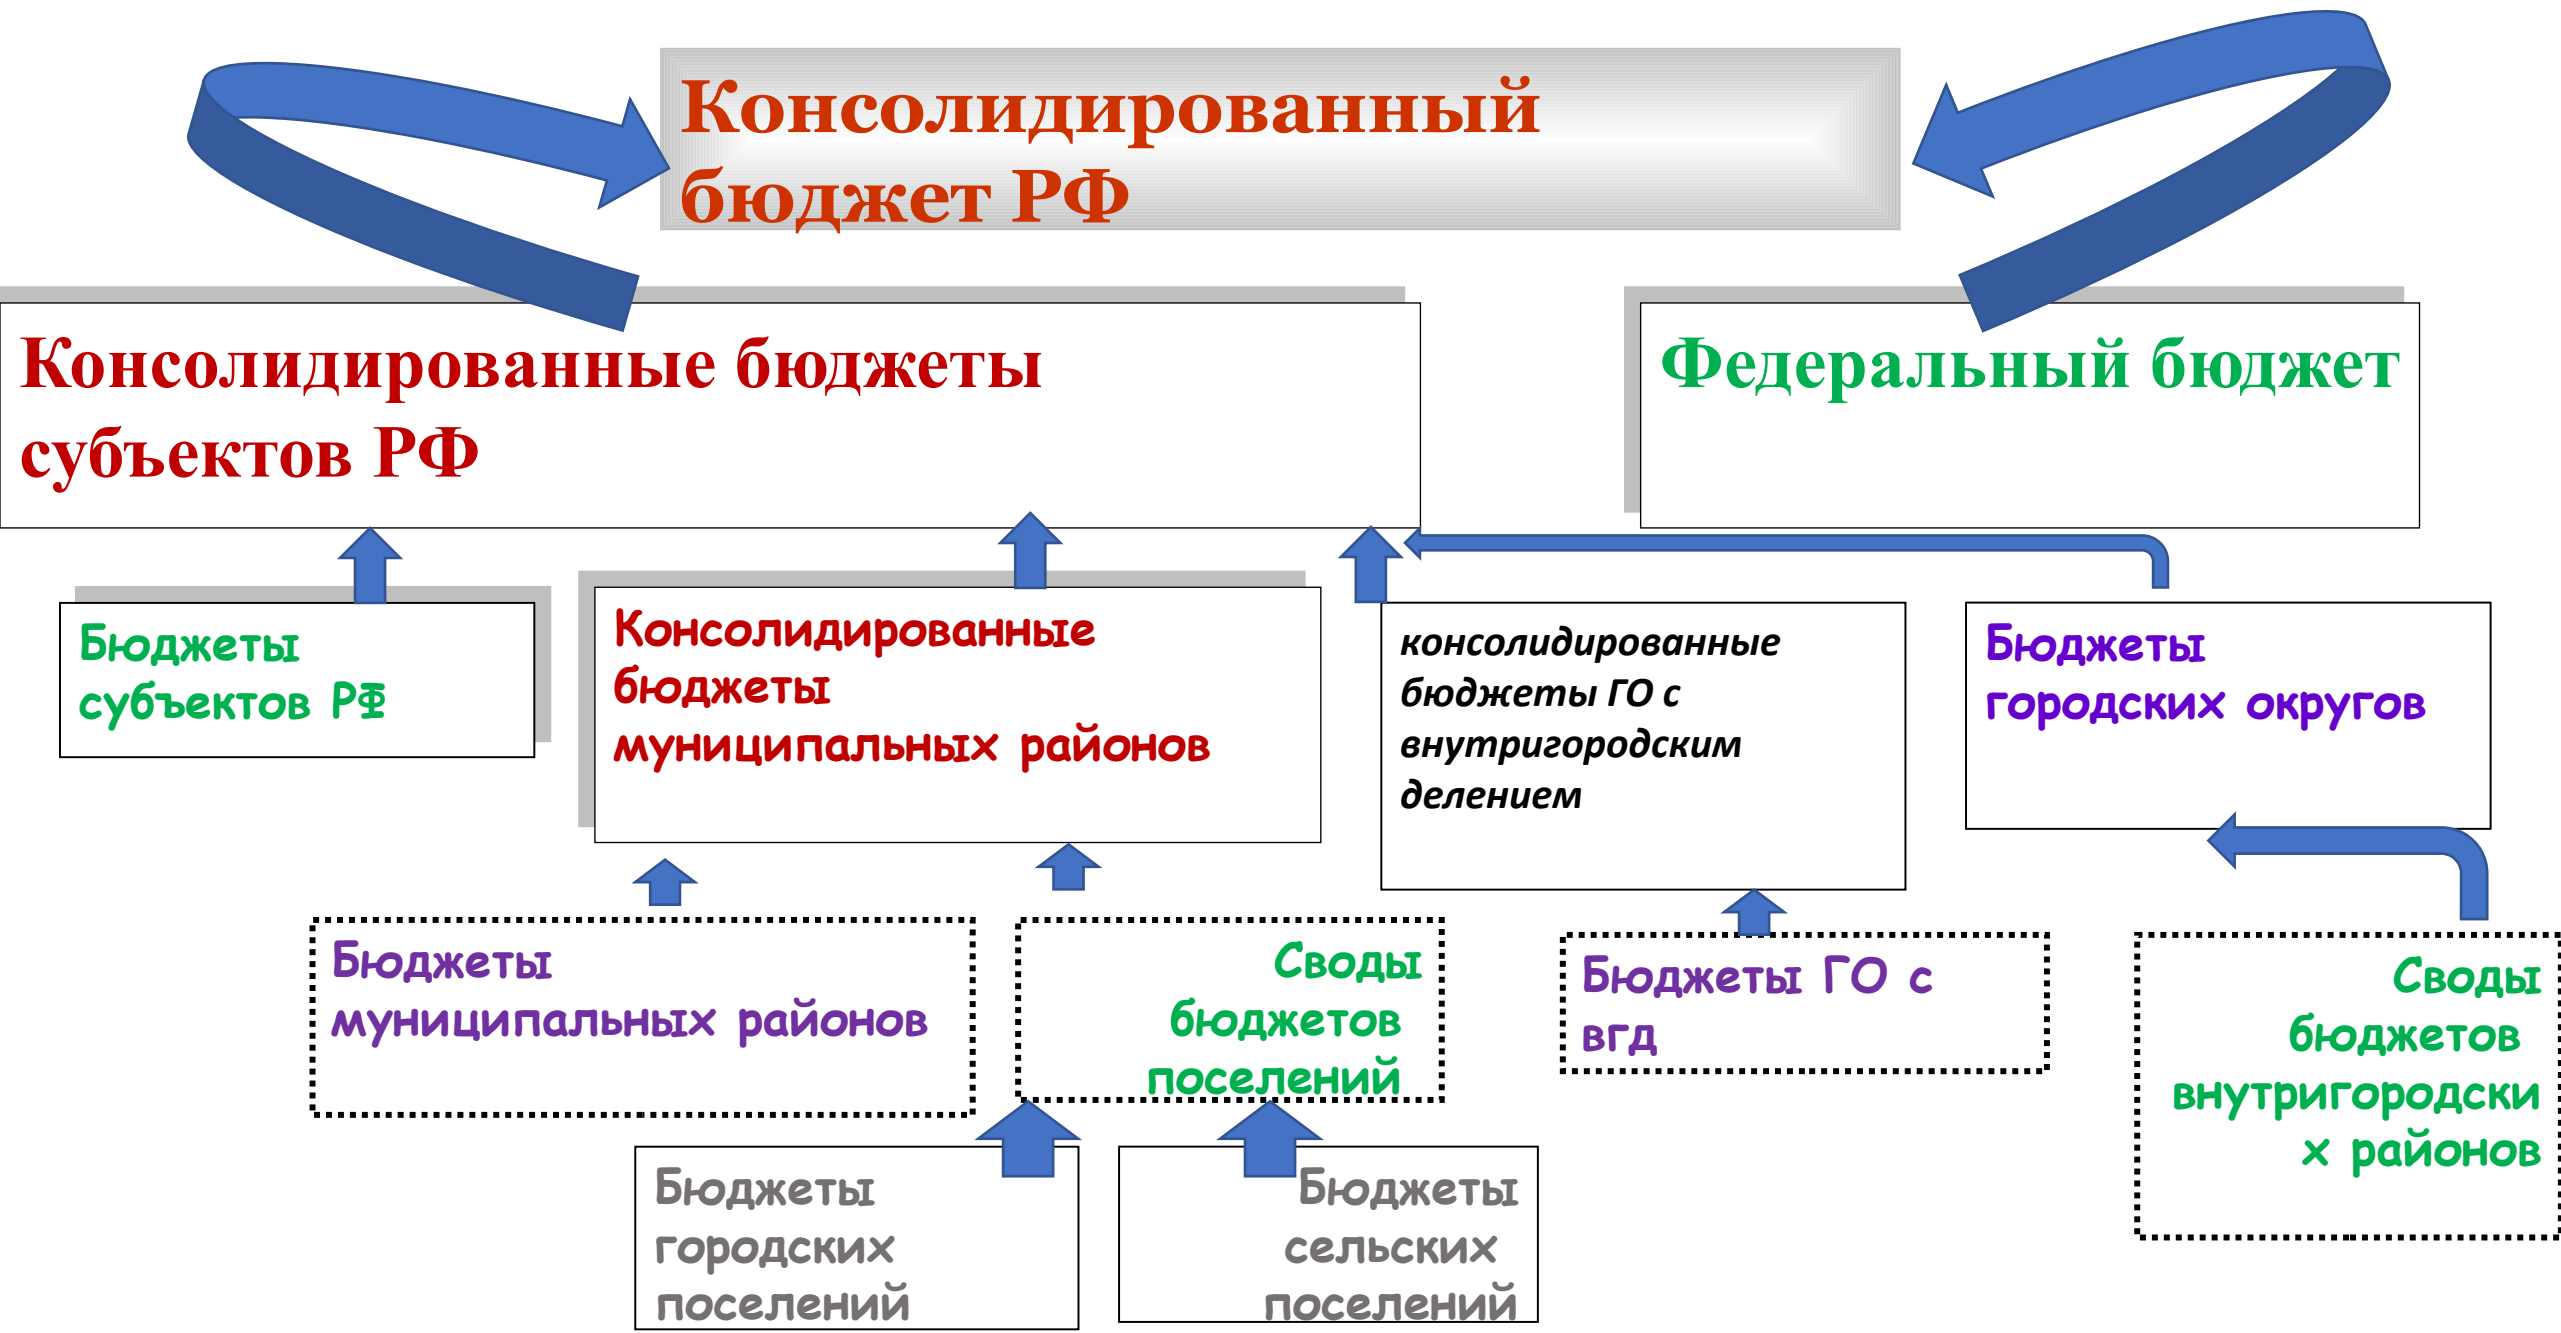 Консолидированный
бюджет РФ
Консолидированные бюджеты
субъектов РФ
Федеральный бюджет
Бюджеты
субъектов РФ
Консолидированные
бюджеты
муниципальных районов
консолидированные
бюджеты ГО с
внутригородским
делением
Бюджеты
городских округов
Бюджеты
муниципальных районов
Своды
бюджетов
поселений
Бюджеты ГО с
вгд
Своды
бюджетов
внутригородски
х районов
Бюджеты
городских
поселений
Бюджеты
сельских
поселений